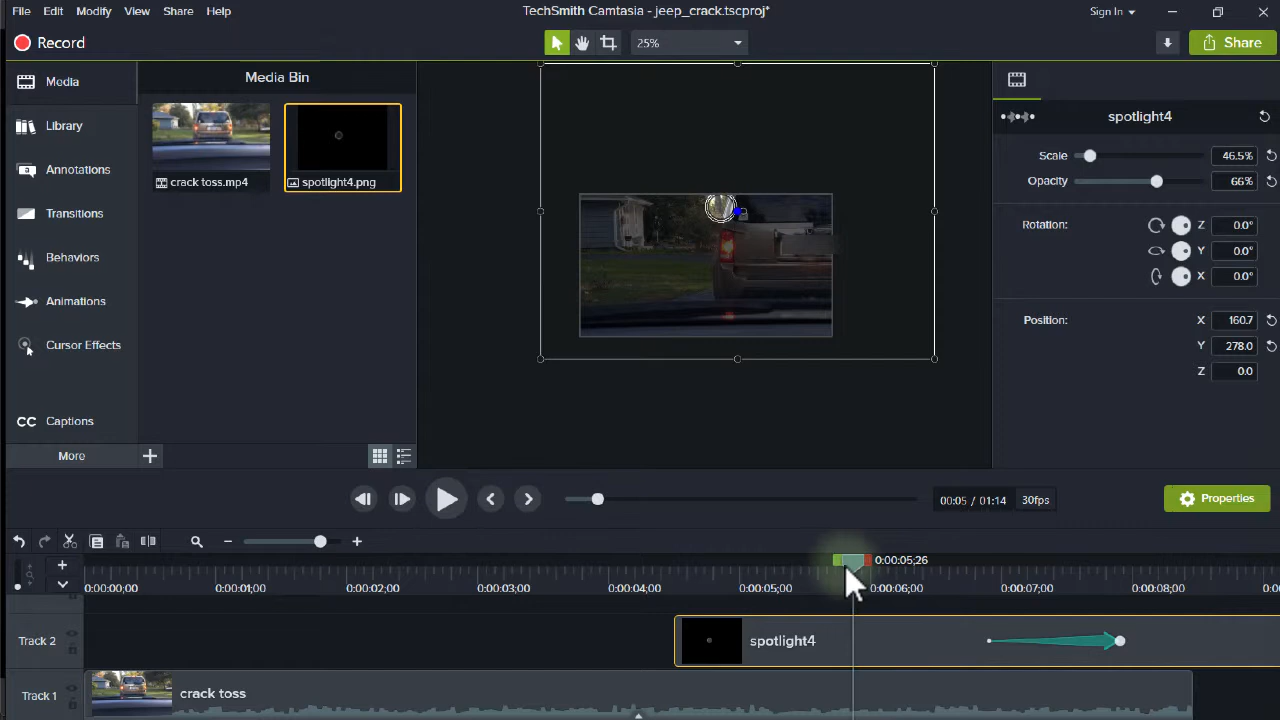 File Edit Modify View Share Help
TechSmith Camtasia - jeep_crack.tscproj*
Sign In
Record
25%
Share
Media
Library
Annotations
Transitions
Behaviors
Animations
Cursor Effects
CC Captions
More
Media Bin
crack toss.mp4
spotlight4.png
spotlight4
Scale 46.5%
Opacity 66%
Rotation: Z 0.0°
Y 0.0°
X 0.0°
Position: X 160.7
Y 278.0
Z 0.0
00:05 / 01:14 30fps
Properties
0:00:05;26
0:00:00;00 0:00:01;00 0:00:02;00 0:00:03;00 0:00:04;00 0:00:05;00 0:00:06;00 0:00:07;00 0:00:08;00
Track 2
spotlight4
Track 1
crack toss